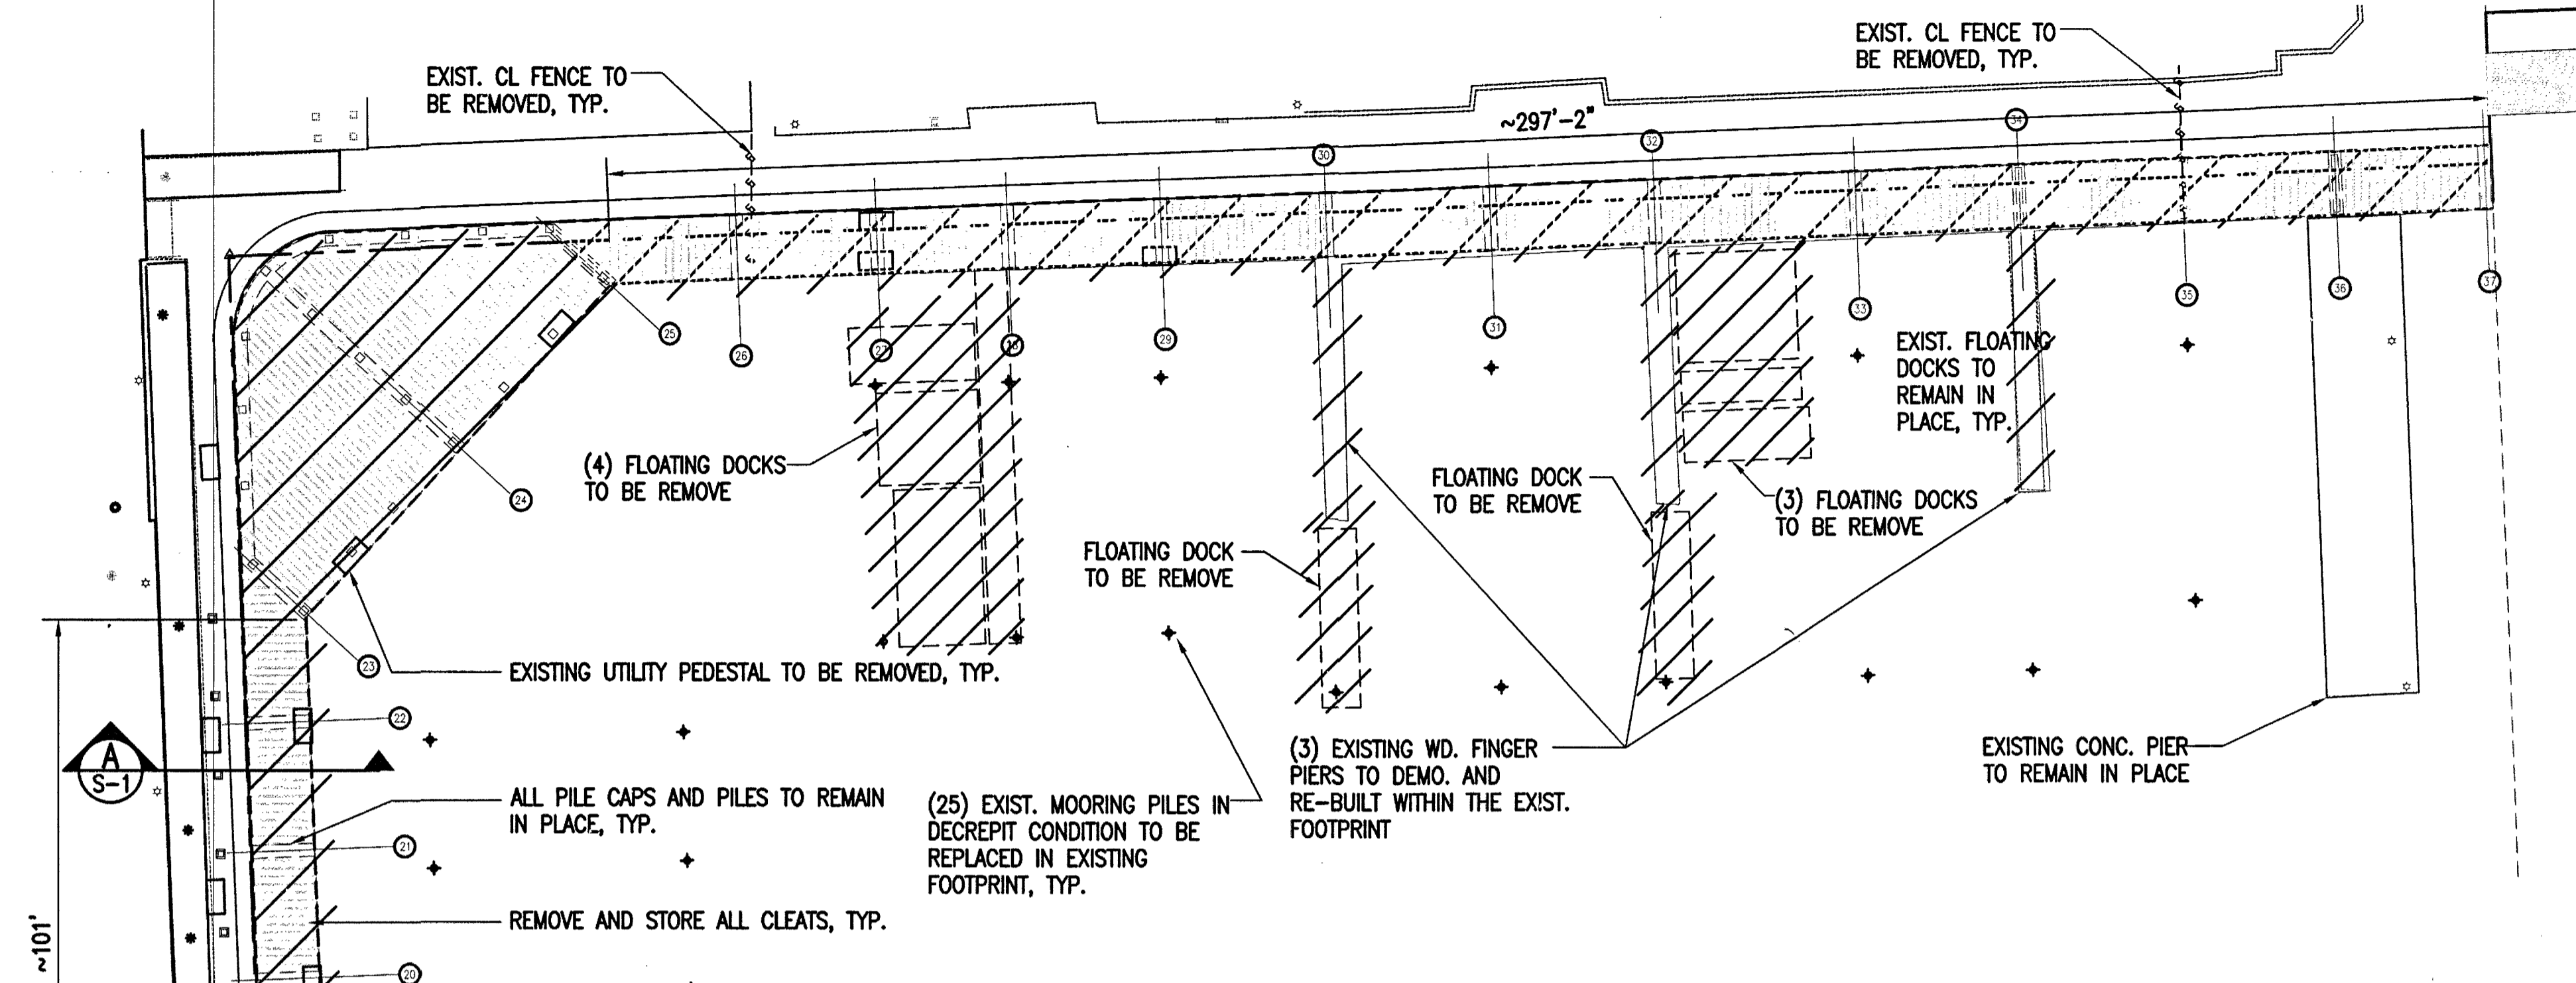 EXIST. CL FENCE TO
BE REMOVED, TYP.
EXIST. CL FENCE TO
BE REMOVED, TYP.
~297'-2"
30
32
34
25
26
27
28
29
31
33
35
36
37
EXIST. FLOATING
DOCKS TO
REMAIN IN
PLACE, TYP.
(4) FLOATING DOCKS
TO BE REMOVE
24
FLOATING DOCK
TO BE REMOVE
FLOATING DOCK
TO BE REMOVE
(3) FLOATING DOCKS
TO BE REMOVE
23
EXISTING UTILITY PEDESTAL TO BE REMOVED, TYP.
22
A
S-1
ALL PILE CAPS AND PILES TO REMAIN
IN PLACE, TYP.
21
(25) EXIST. MOORING PILES IN
DECREPIT CONDITION TO BE
REPLACED IN EXISTING
FOOTPRINT, TYP.
(3) EXISTING WD. FINGER
PIERS TO DEMO. AND
RE-BUILT WITHIN THE EXIST.
FOOTPRINT
EXISTING CONC. PIER
TO REMAIN IN PLACE
REMOVE AND STORE ALL CLEATS, TYP.
~101'
20